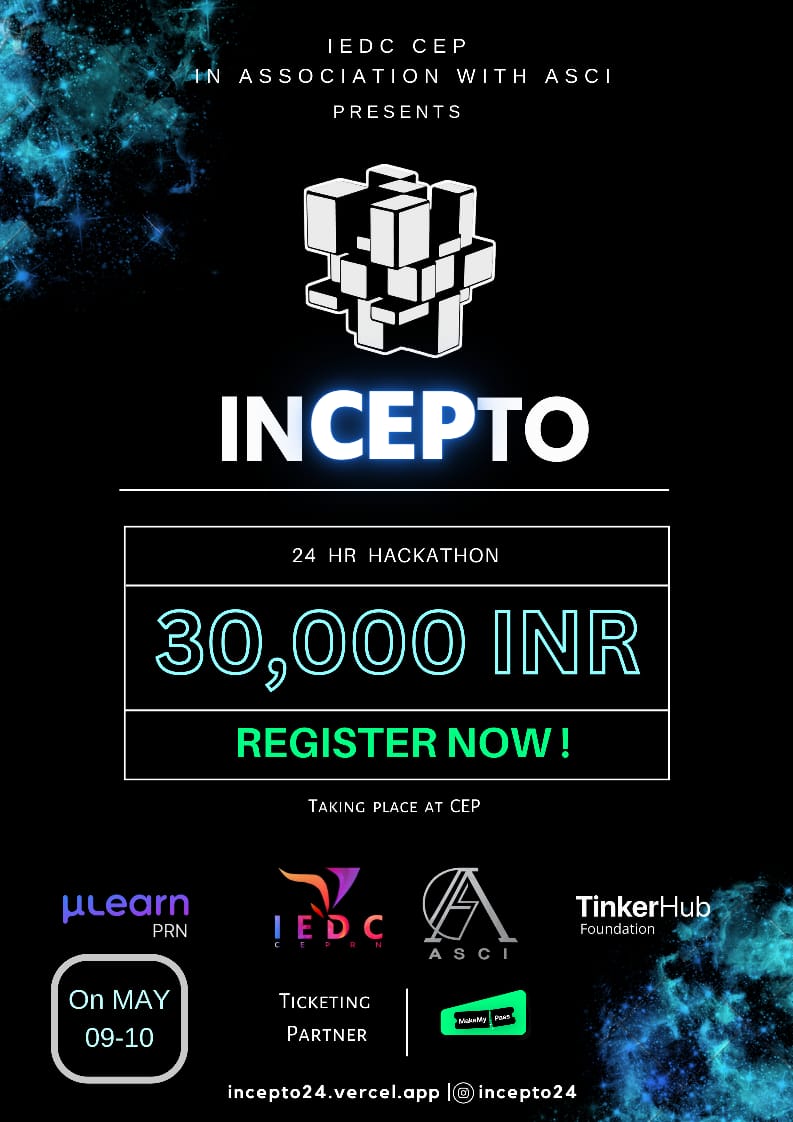 IEDC CEP
IN ASSOCIATION WITH ASCI
PRESENTS
INCEPTO
24 HR HACKATHON
30,000 INR
REGISTER NOW !
TAKING PLACE AT CEP
µLearn
PRN
IEDC
CEPRN
ASCI
TinkerHub
Foundation
On MAY
09-10
TICKETING
PARTNER
MakeMy Pass
incepto24.vercel.app | incepto24